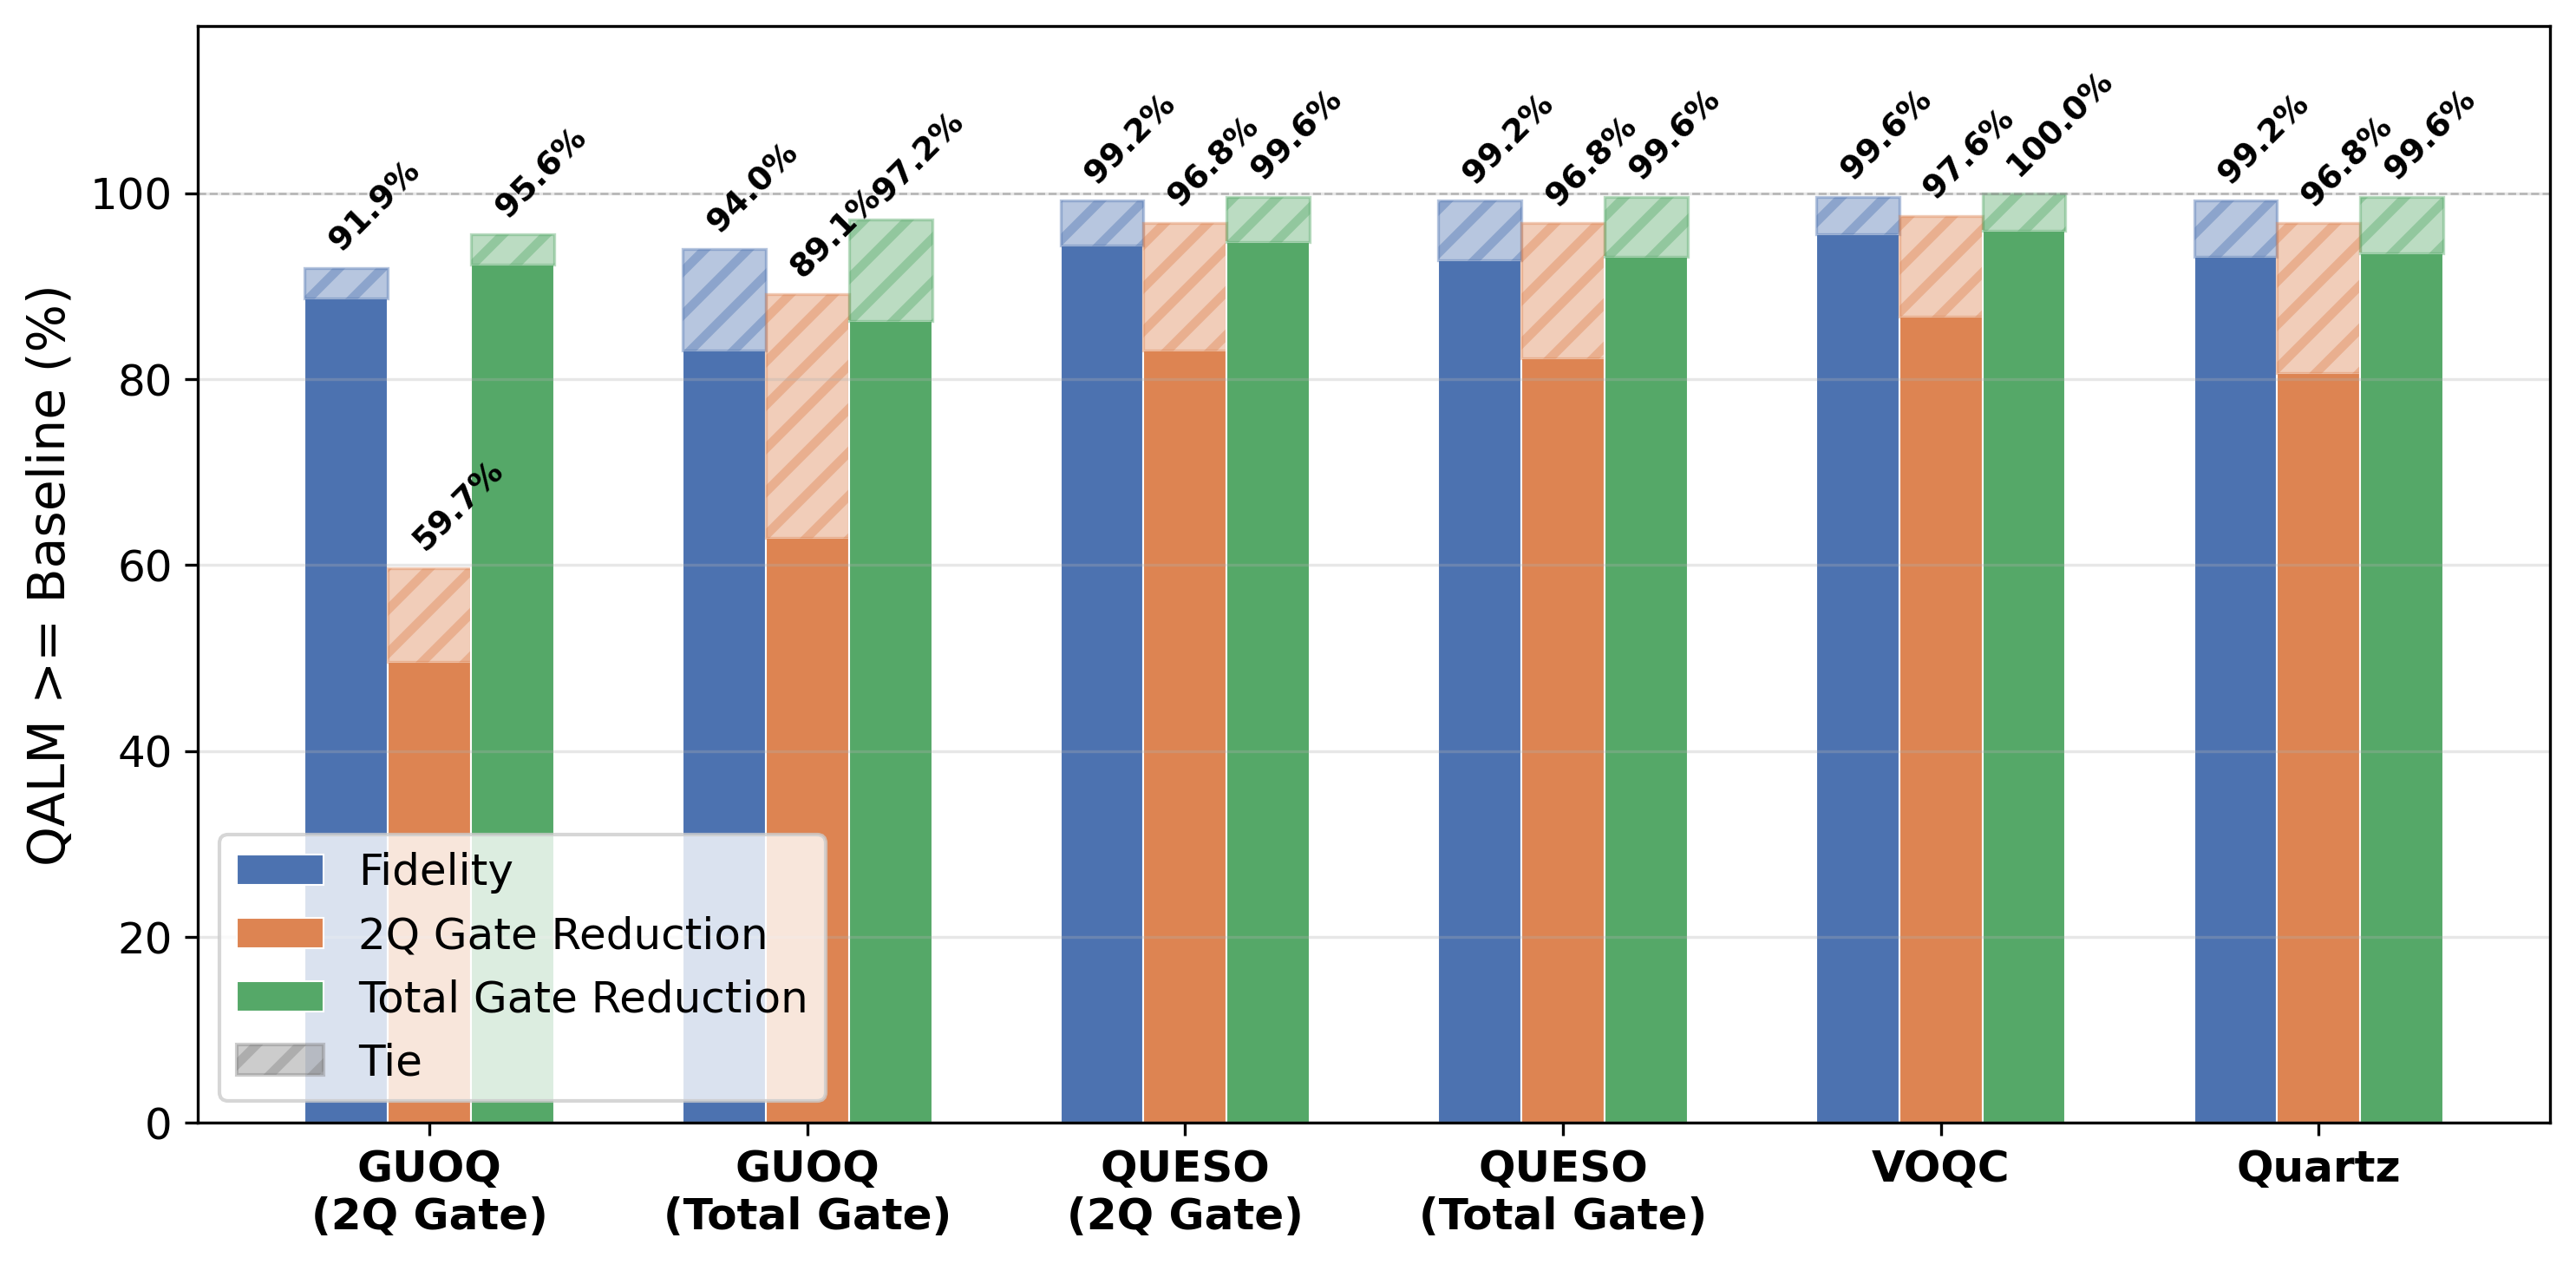 QALM >= Baseline (%)
100
80
60
40
20
0
91.9%
59.7%
95.6%
94.0%
89.1%
97.2%
99.2%
96.8%
99.6%
99.2%
96.8%
99.6%
99.6%
97.6%
100.0%
99.2%
96.8%
99.6%
Fidelity
2Q Gate Reduction
Total Gate Reduction
Tie
GUOQ
(2Q Gate)
GUOQ
(Total Gate)
QUESO
(2Q Gate)
QUESO
(Total Gate)
VOQC
Quartz